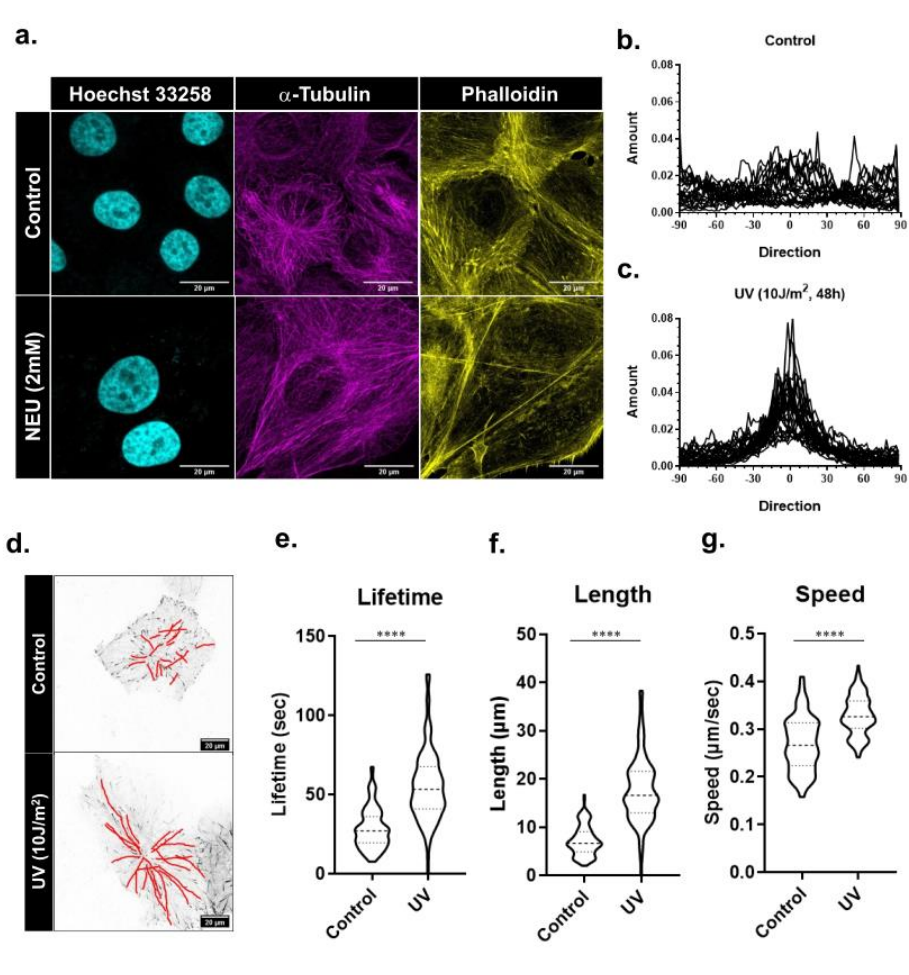 a.
Hoechst 33258
α-Tubulin
Phalloidin
Control
20 µm
20 µm
20 µm
NEU (2mM)
20 µm
20 µm
20 µm
b.
Control
Amount
0.08
0.06
0.04
0.02
0.00
-90 -60 -30 0 30 60 90
Direction
c.
UV (10J/m², 48h)
Amount
0.08
0.06
0.04
0.02
0.00
-90 -60 -30 0 30 60 90
Direction
d.
Control
20 µm
UV (10J/m²)
20 µm
e.
Lifetime
****
Lifetime (sec)
150
100
50
0
Control UV
f.
Length
****
Length (µm)
50
40
30
20
10
0
Control UV
g.
Speed
****
Speed (µm/sec)
0.5
0.4
0.3
0.2
0.1
0.0
Control UV